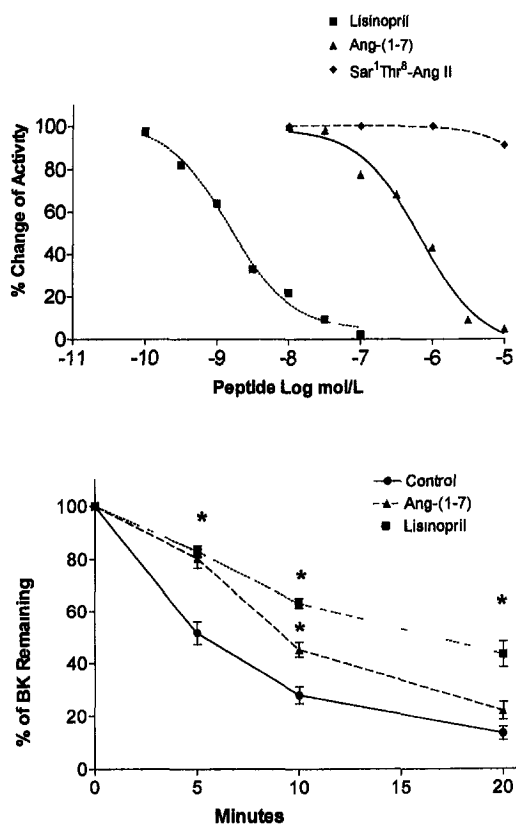 Lisinopril
Ang-(1-7)
Sar¹Thr⁸-Ang II
% Change of Activity
100
80
60
40
20
0
-11 -10 -9 -8 -7 -6 -5
Peptide Log mol/L
Control
Ang-(1-7)
Lisinopril
% of BK Remaining
100
80
60
40
20
0
* * * *
0 5 10 15 20
Minutes